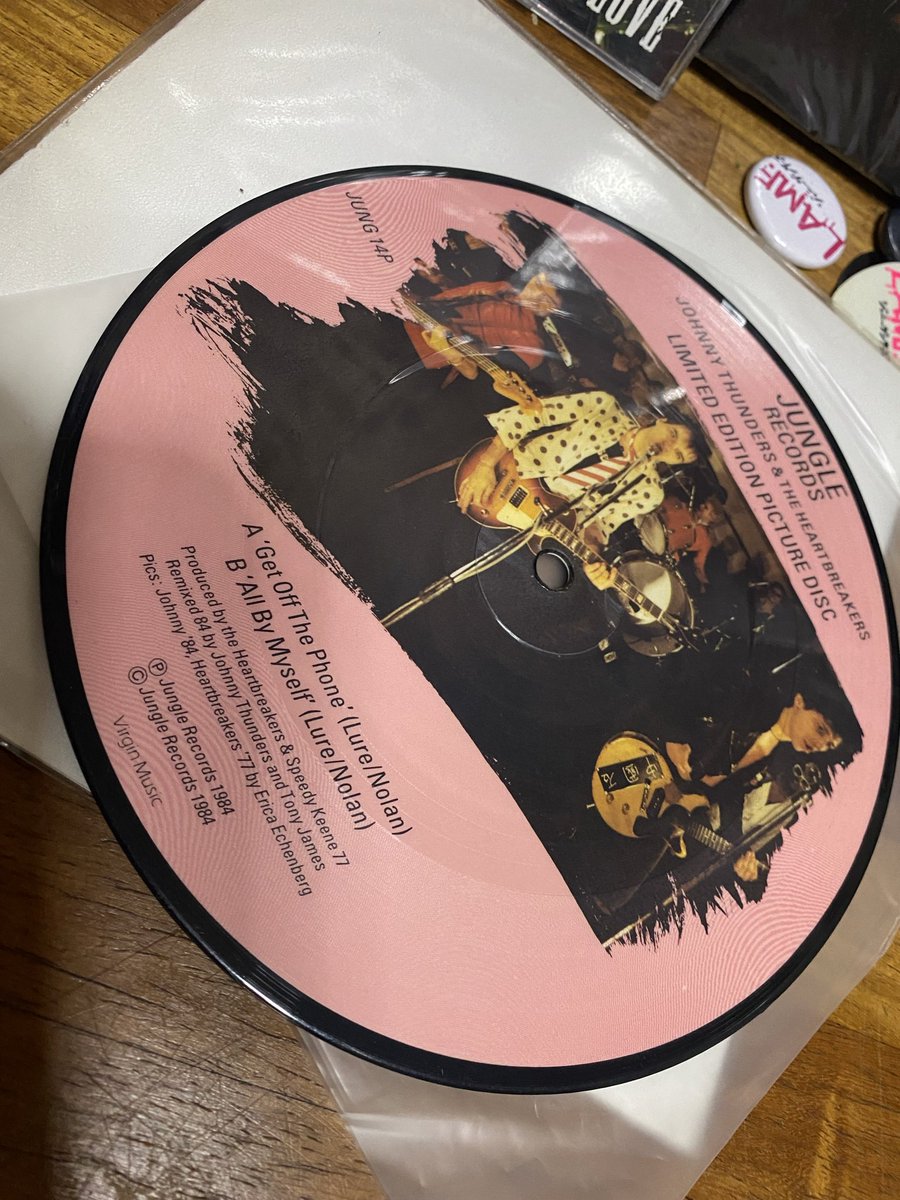 JUNGLE
RECORDS
JOHNNY THUNDERS & THE HEARTBREAKERS
LIMITED EDITION PICTURE DISC
JUNG 14P
A 'Get Off The Phone' (Lure/Nolan)
B 'All By Myself' (Lure/Nolan)
Produced by the Heartbreakers & Speedy Keene 77
Remixed 84 by Johnny Thunders and Tony James
Pics: Johnny '84, Heartbreakers '77 by Erica Echenberg
Ⓟ Jungle Records 1984
© Jungle Records 1984
Virgin Music
L.A.M.F.